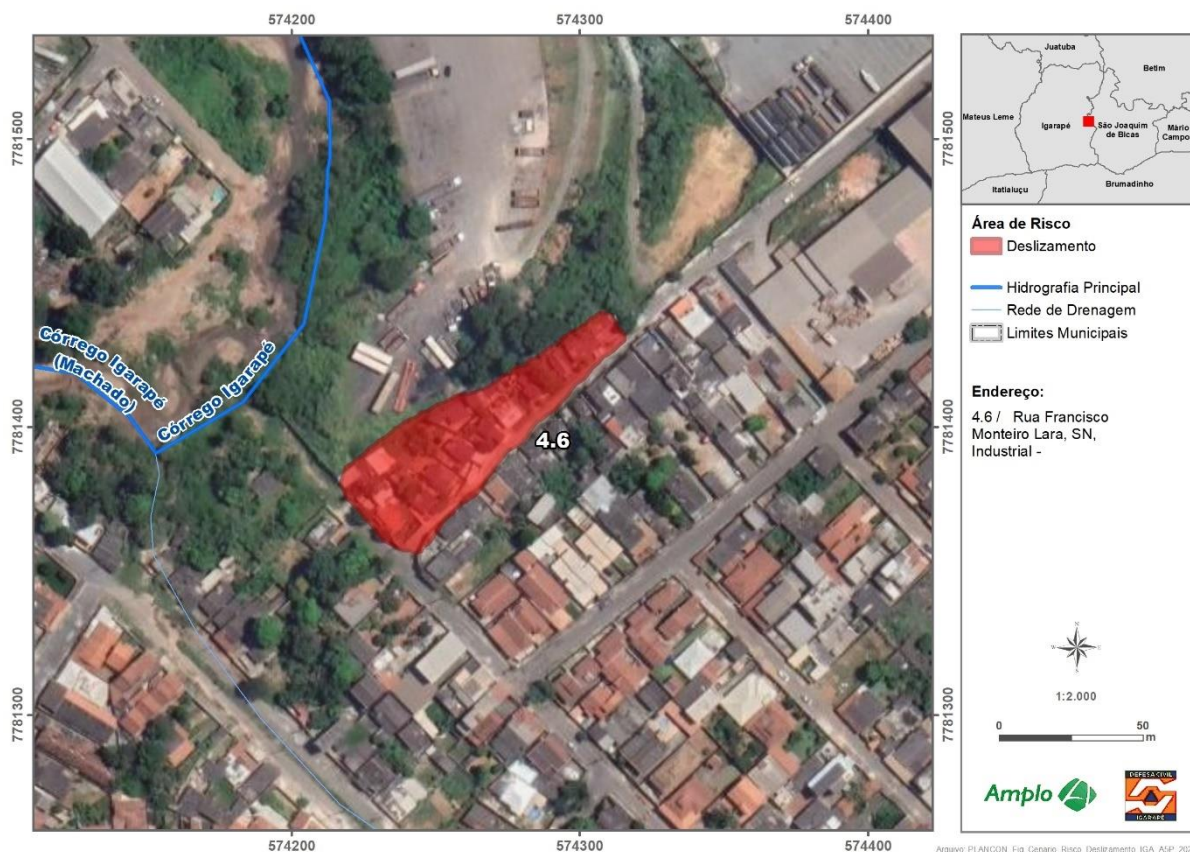 574200
574300
574400
7781500
7781400
7781300
7781500
7781400
7781300
574200
574300
574400
Córrego Igarapé
(Machado)
Córrego Igarapé
4.6
Juatuba
Betim
Mateus Leme
Igarapé
São Joaquim
de Bicas
Mário
Campo
Itatiaiuçu
Brumadinho
Área de Risco
Deslizamento
Hidrografia Principal
Rede de Drenagem
Limites Municipais
Endereço:
4.6 / Rua Francisco
Monteiro Lara, SN,
Industrial -
N
W
E
S
1:2.000
0
50
m
Amplo
DEFESA CIVIL
IGARAPÉ
Arquivo: PLANCON_Fig_Cenario_Risco_Deslizamento_IGA_A5P_202